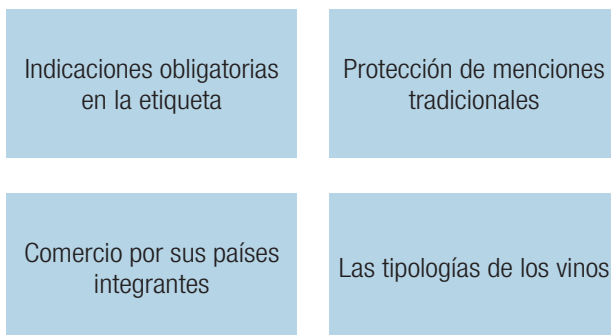 Indicaciones obligatorias
en la etiqueta
Protección de menciones
tradicionales
Comercio por sus países
integrantes
Las tipologías de los vinos